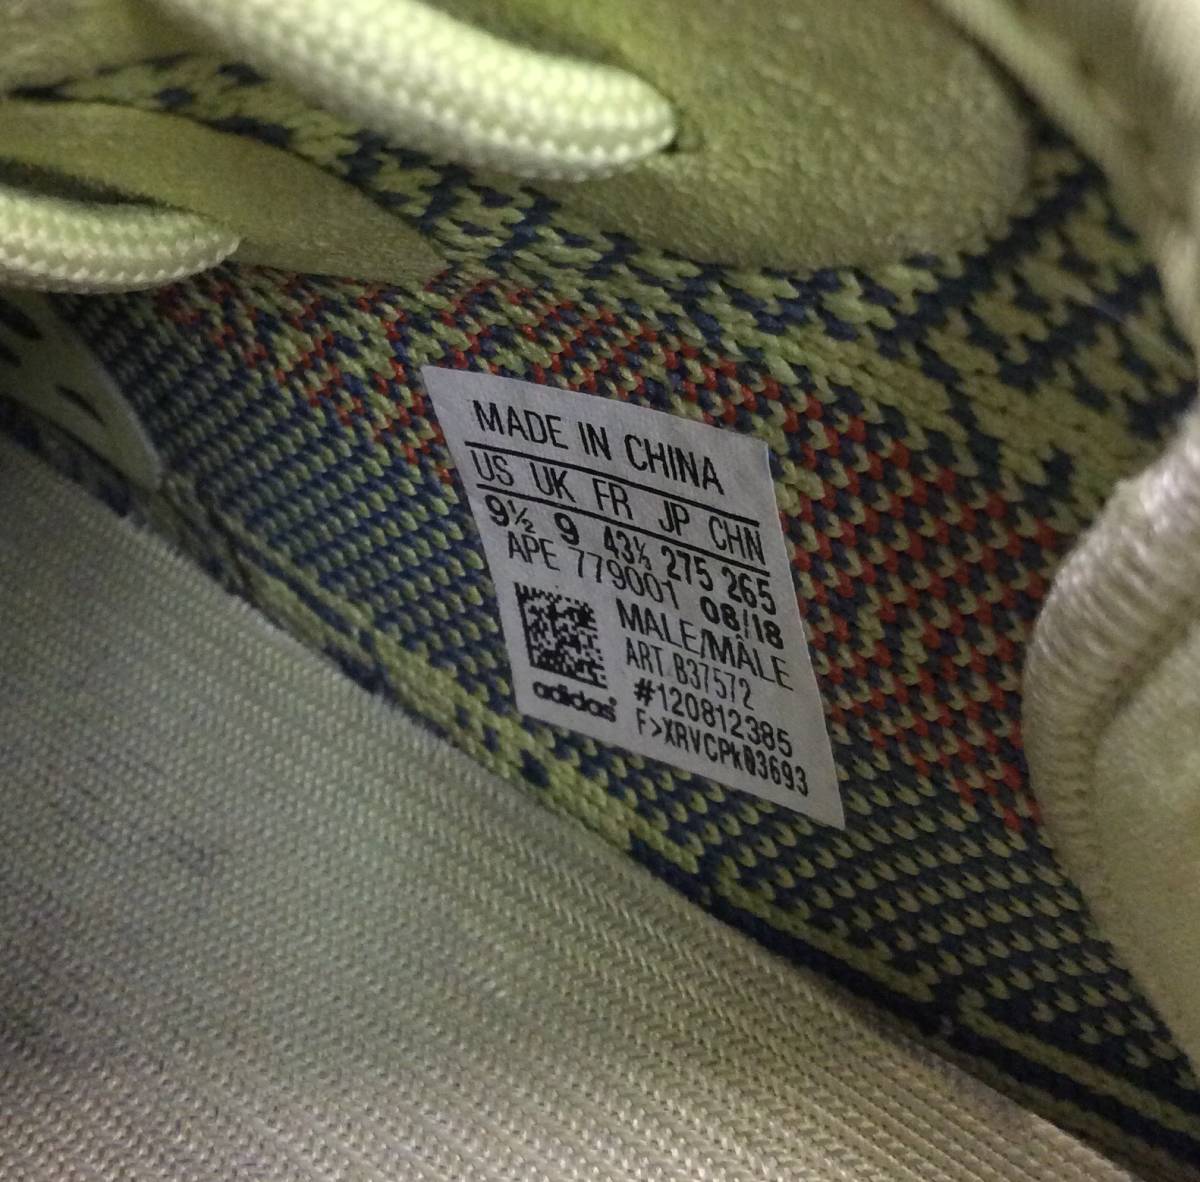 MADE IN CHINA
US UK FR JP CHN
9½ 9 43⅓ 275 265
APE 779001 08/18
MALE/MÂLE
ART. B37572
#120812385
F>XRVCPk03693
adidas